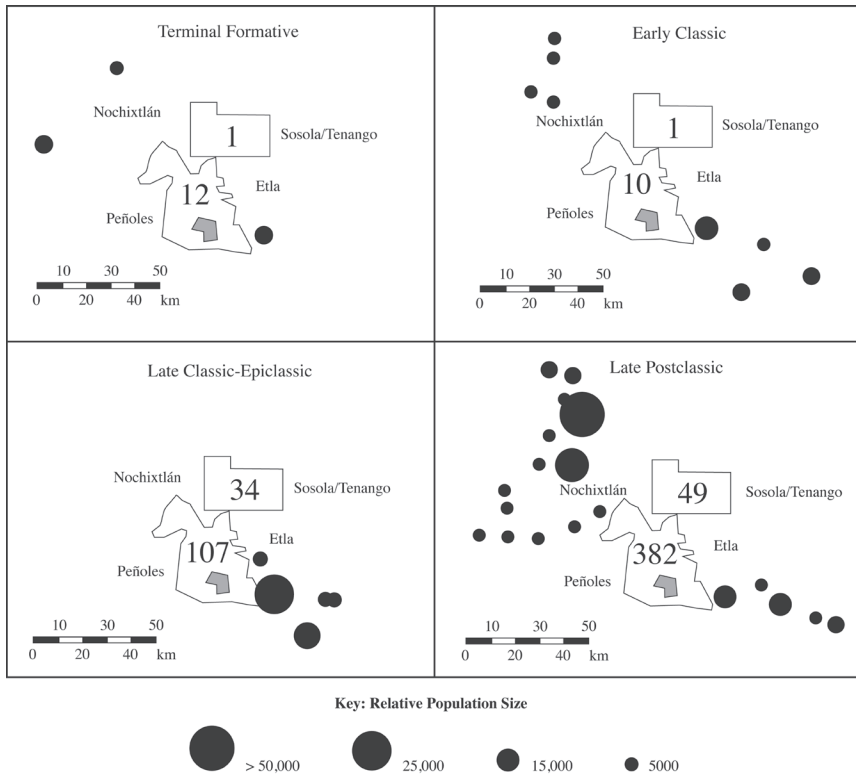 Terminal Formative
Nochixtlán
1
Sosola/Tenango
12
Etla
Peñoles
10 30 50
0 20 40 km
Early Classic
Nochixtlán
1
Sosola/Tenango
10
Etla
Peñoles
10 30 50
0 20 40 km
Late Classic-Epiclassic
Nochixtlán
34
Sosola/Tenango
107
Etla
Peñoles
10 30 50
0 20 40 km
Late Postclassic
Nochixtlán
49
Sosola/Tenango
382
Etla
Peñoles
10 30 50
0 20 40 km
Key: Relative Population Size
> 50,000 25,000 15,000 5000